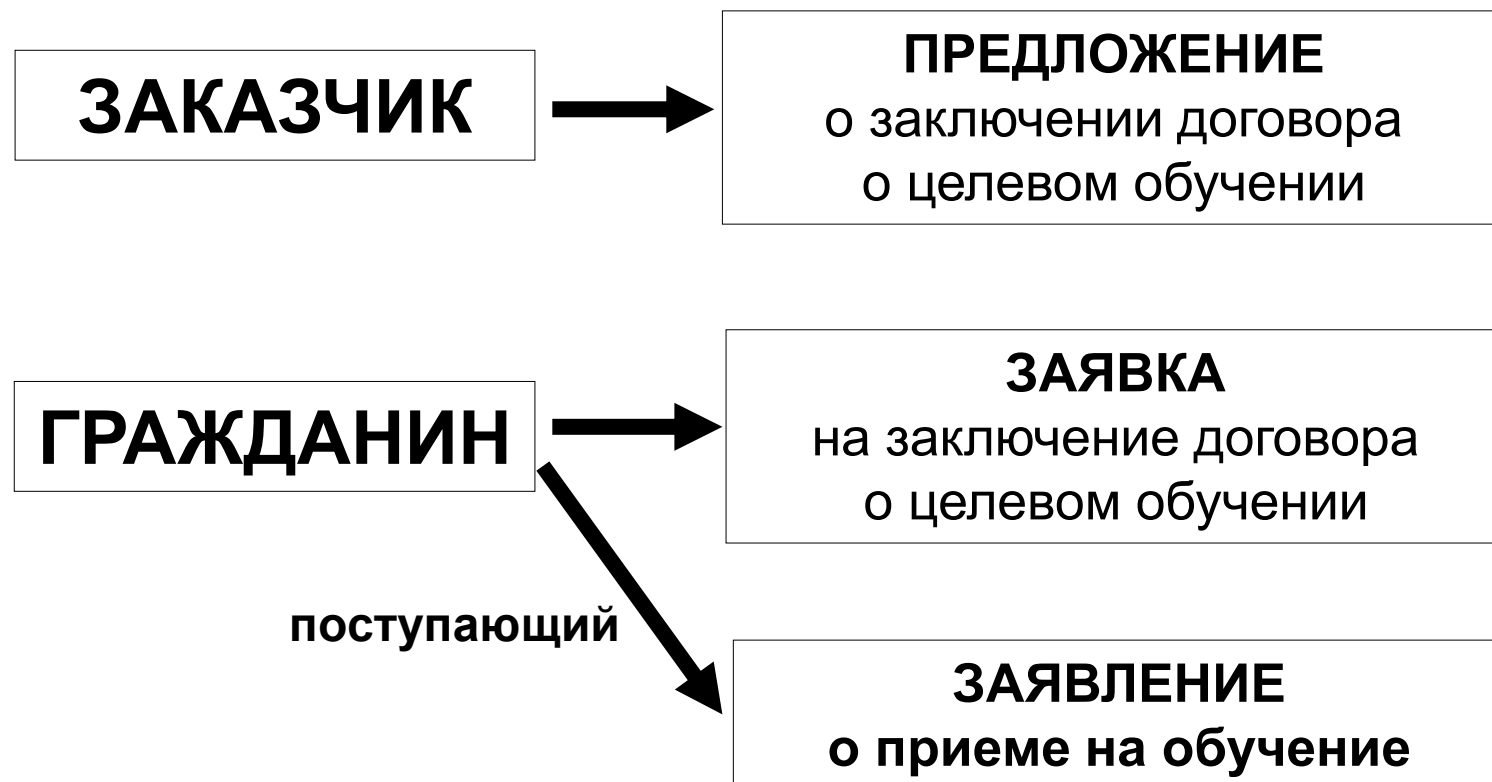 ЗАКАЗЧИК
ПРЕДЛОЖЕНИЕ
о заключении договора
о целевом обучении
ГРАЖДАНИН
ЗАЯВКА
на заключение договора
о целевом обучении
поступающий
ЗАЯВЛЕНИЕ
о приеме на обучение